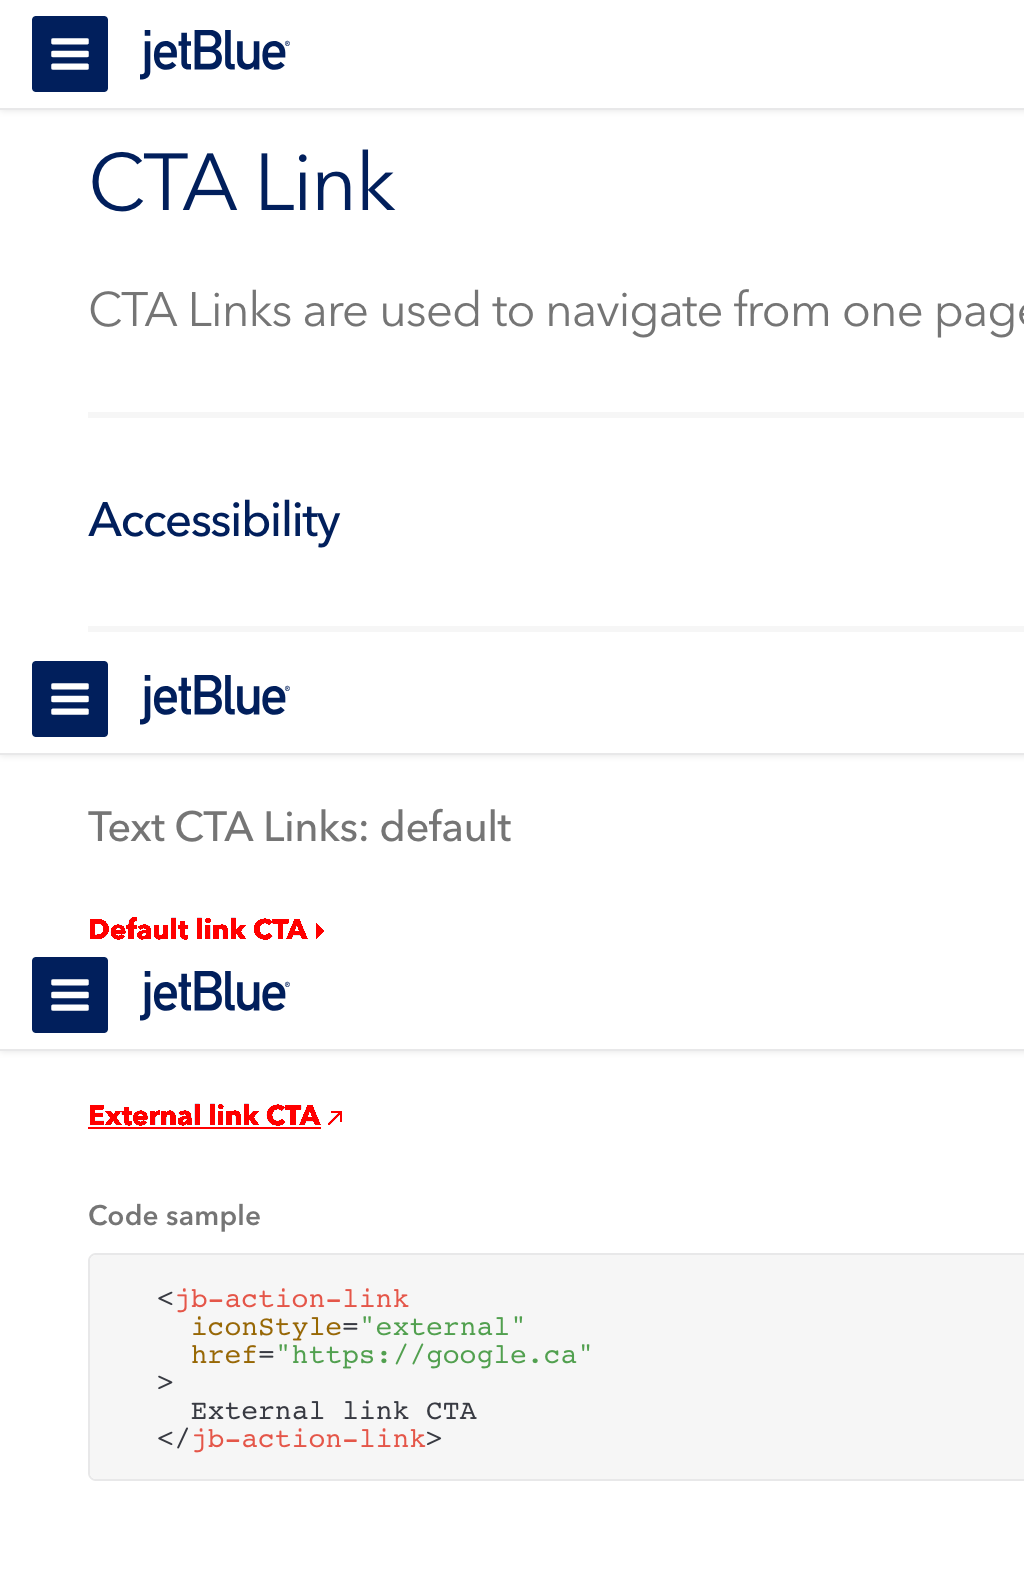 jetBlue
CTA Link
CTA Links are used to navigate from one page
Accessibility
jetBlue
Text CTA Links: default
Default link CTA
jetBlue
External link CTA
Code sample
<jb-action-link
  iconStyle="external"
  href="https://google.ca"
>
  External link CTA
</jb-action-link>